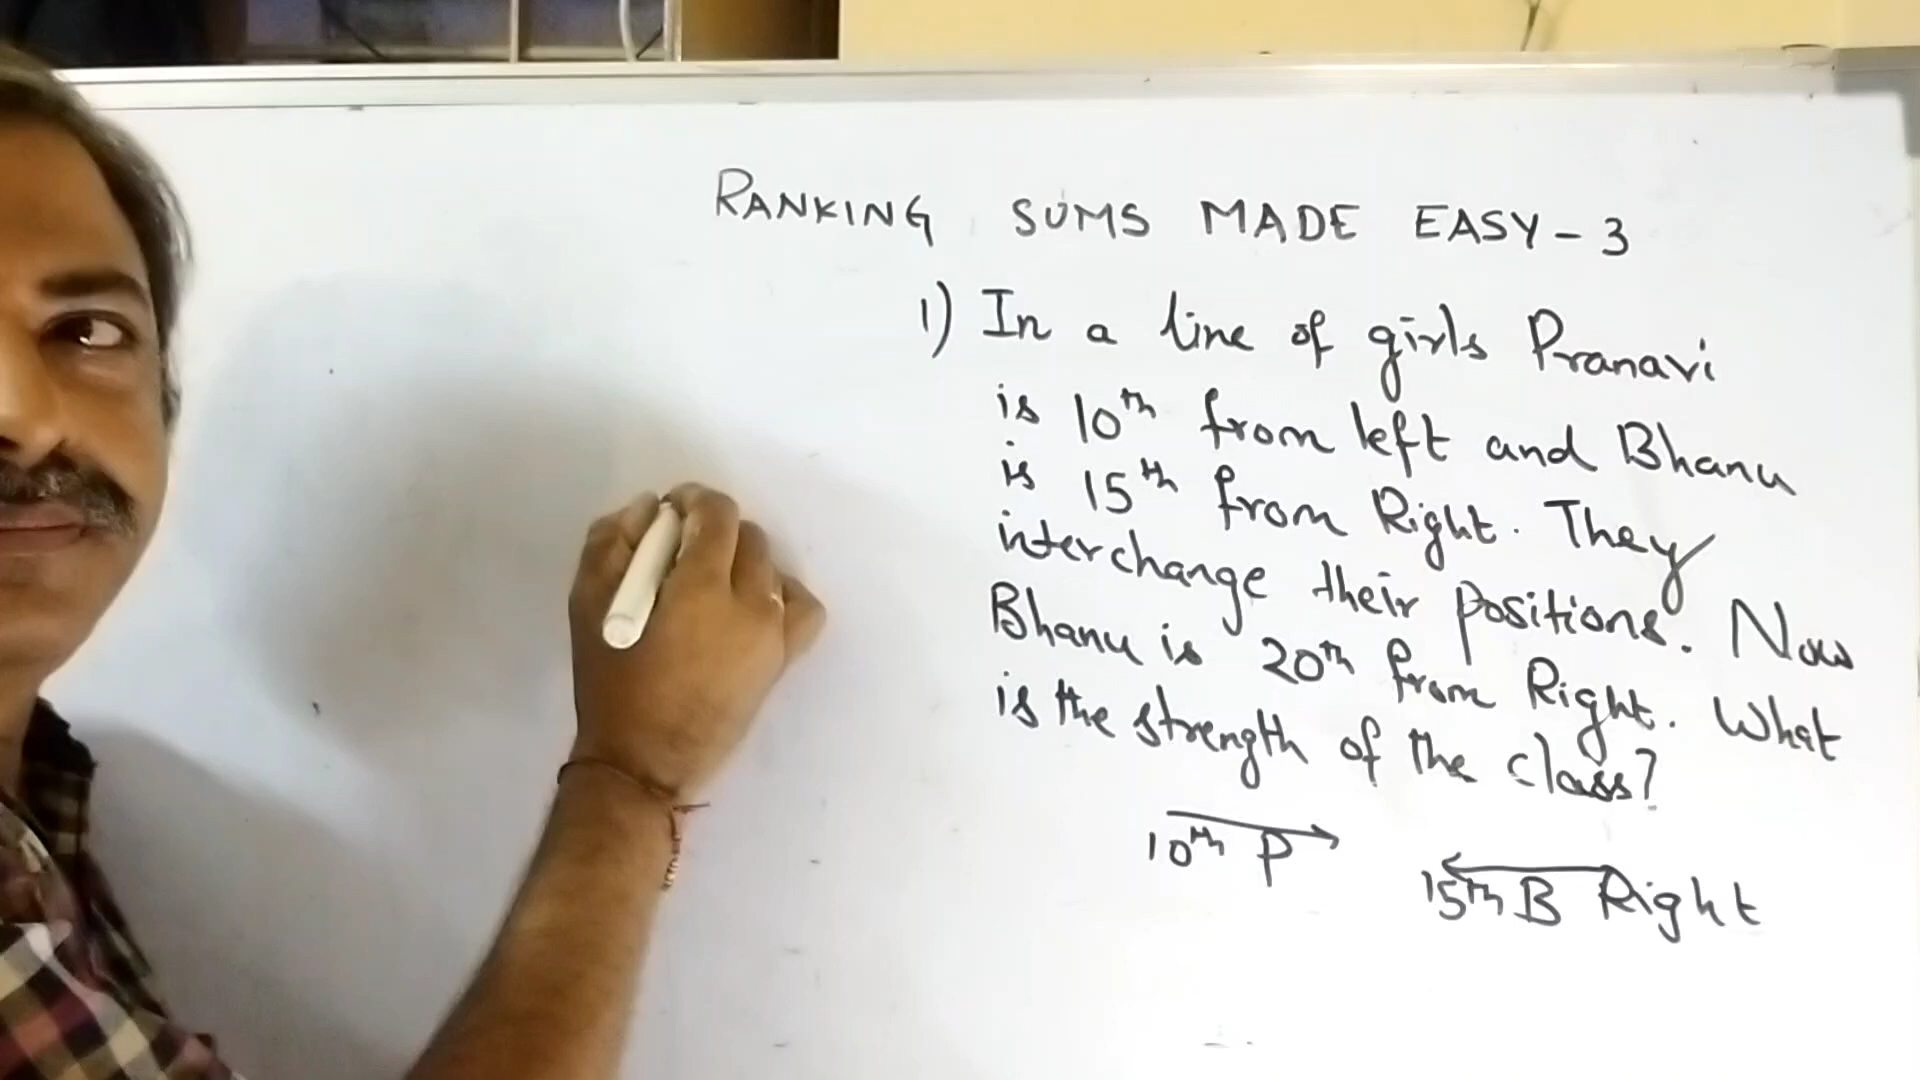 RANKING SUMS MADE EASY - 3
1) In a line of girls Pranavi
is 10th from left and Bhanu
is 15th from Right. They
interchange their positions. Now
Bhanu is 20th from Right. What
is the strength of the class?
10th P
15th B Right